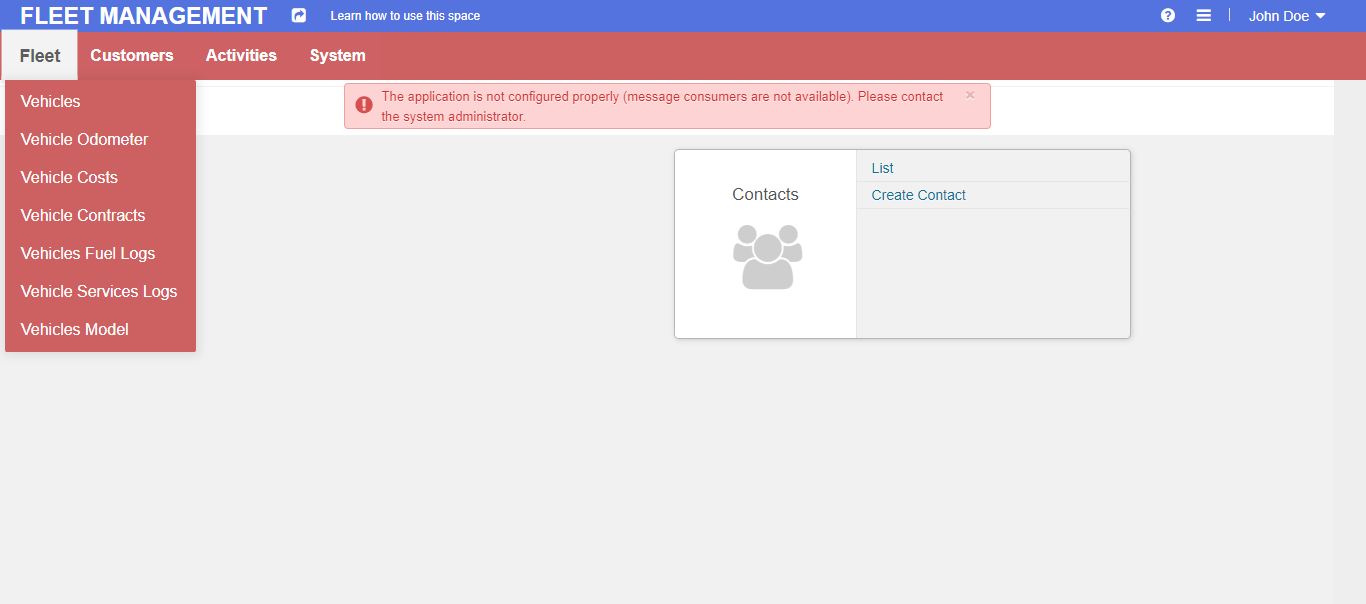 FLEET MANAGEMENT
Learn how to use this space
John Doe
Fleet
Customers
Activities
System
Vehicles
Vehicle Odometer
Vehicle Costs
Vehicle Contracts
Vehicles Fuel Logs
Vehicle Services Logs
Vehicles Model
The application is not configured properly (message consumers are not available). Please contact
the system administrator.
Contacts
List
Create Contact